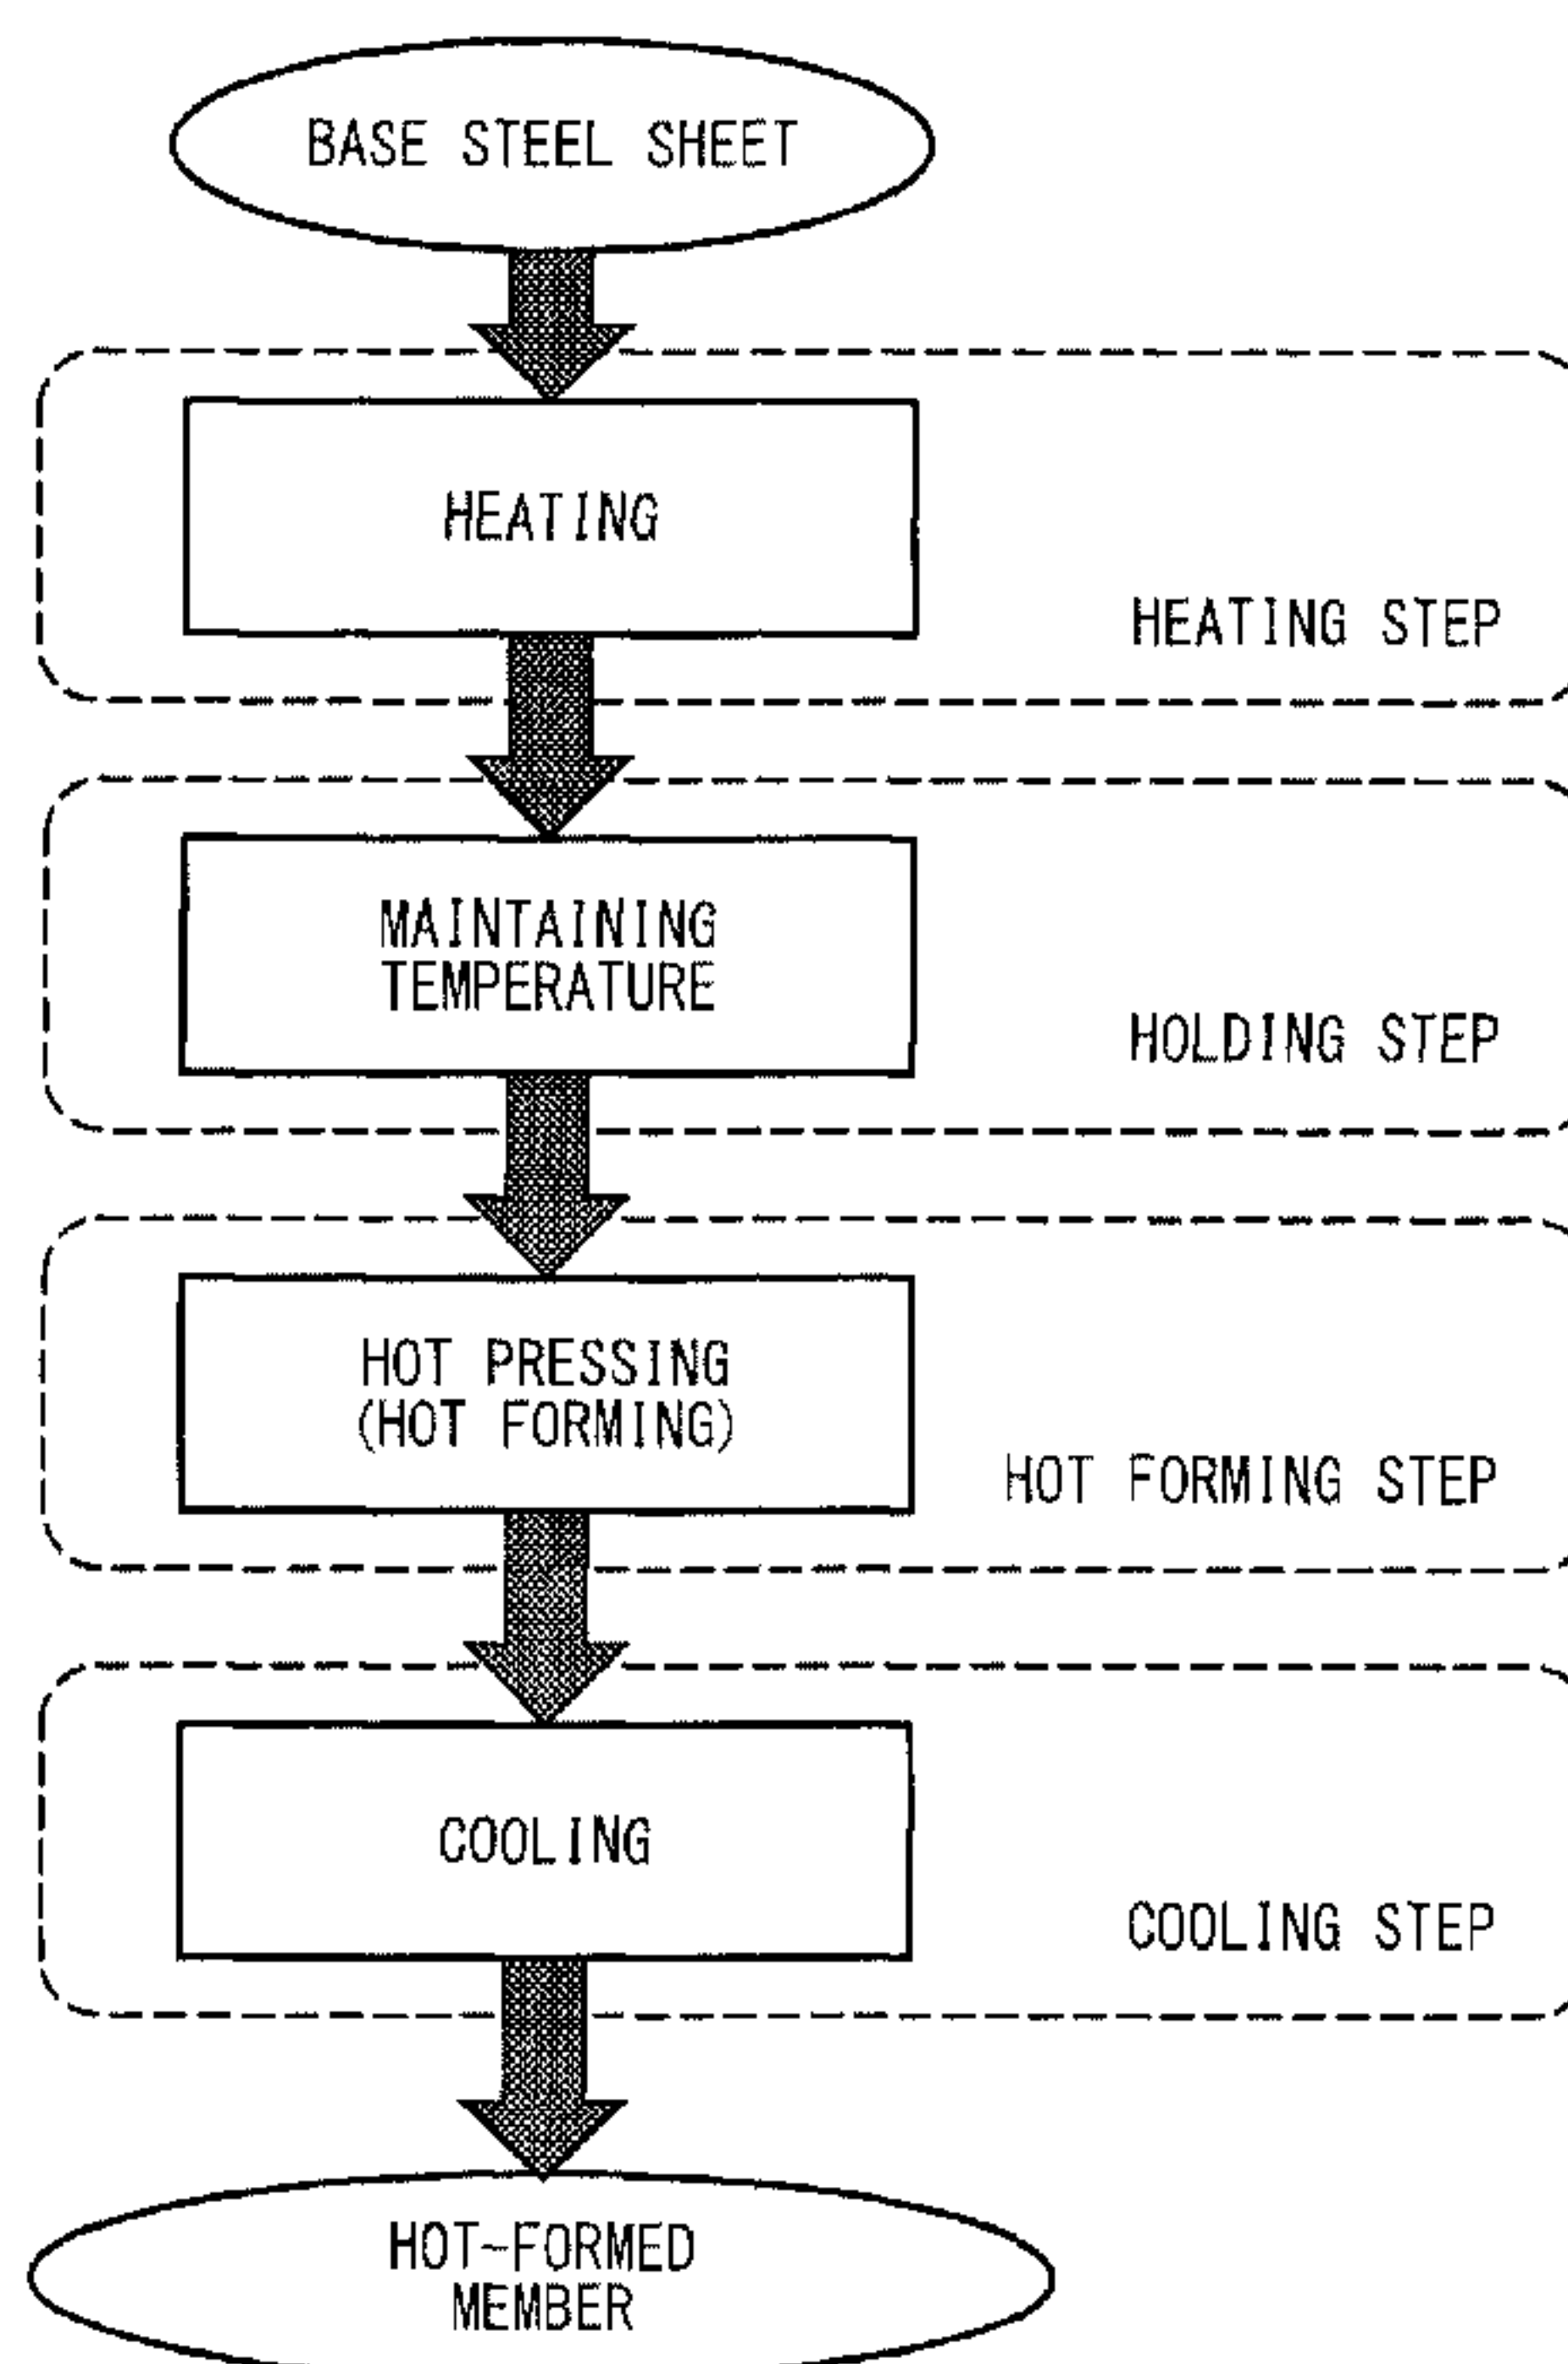 BASE STEEL SHEET
HEATING
HEATING STEP
MAINTAINING
TEMPERATURE
HOLDING STEP
HOT PRESSING
(HOT FORMING)
HOT FORMING STEP
COOLING
COOLING STEP
HOT-FORMED
MEMBER